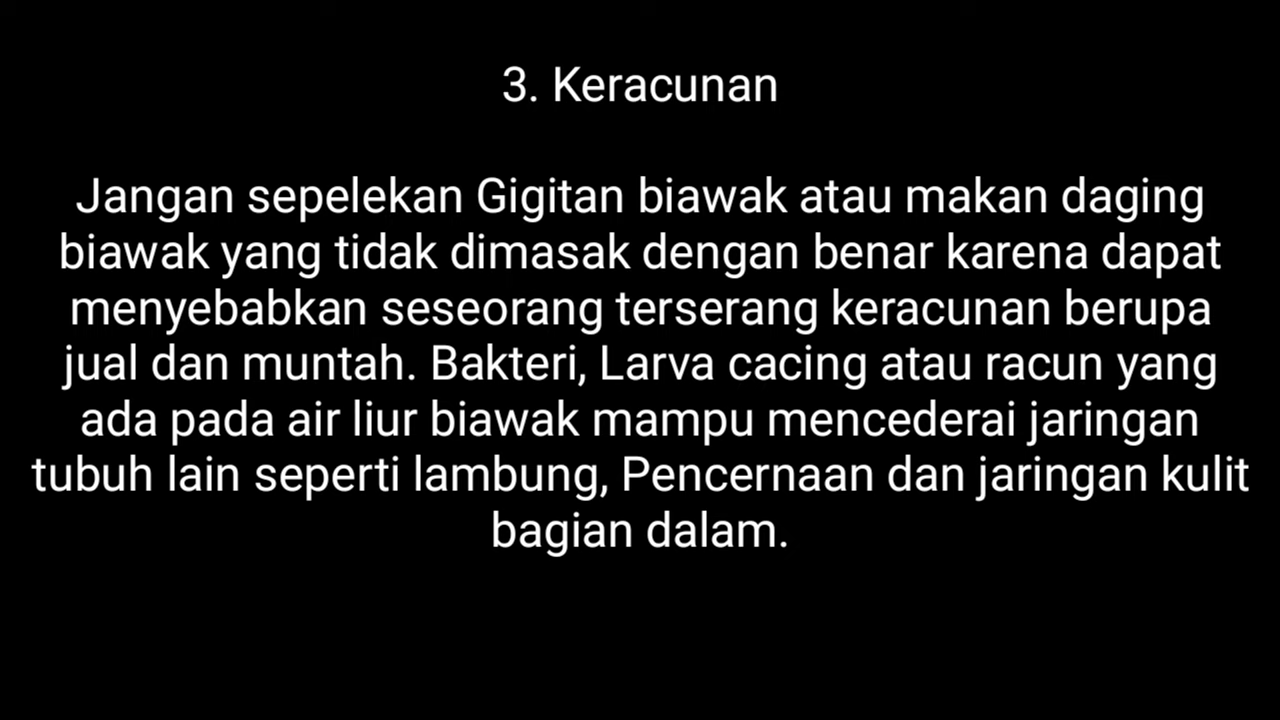 3. Keracunan
Jangan sepelekan Gigitan biawak atau makan daging
biawak yang tidak dimasak dengan benar karena dapat
menyebabkan seseorang terserang keracunan berupa
jual dan muntah. Bakteri, Larva cacing atau racun yang
ada pada air liur biawak mampu mencederai jaringan
tubuh lain seperti lambung, Pencernaan dan jaringan kulit
bagian dalam.